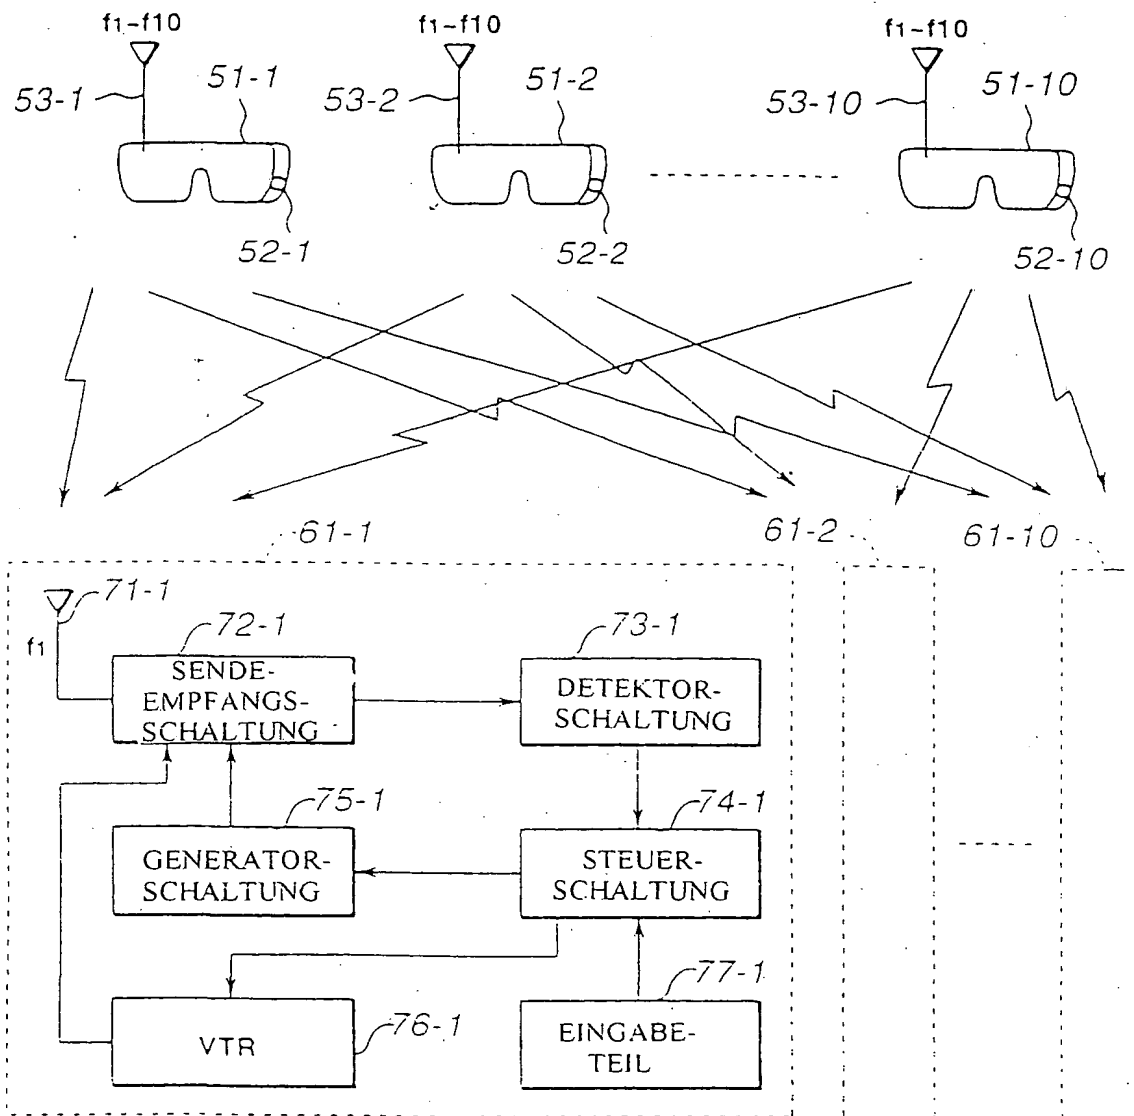 f1-f10
f1-f10
f1-f10
53-1
51-1
53-2
51-2
53-10
51-10
52-1
52-2
52-10
61-1
61-2
61-10
71-1
f1
72-1
73-1
SENDE-
EMPFANGS-
SCHALTUNG
DETEKTOR-
SCHALTUNG
75-1
74-1
GENERATOR-
SCHALTUNG
STEUER-
SCHALTUNG
77-1
VTR
76-1
EINGABE-
TEIL